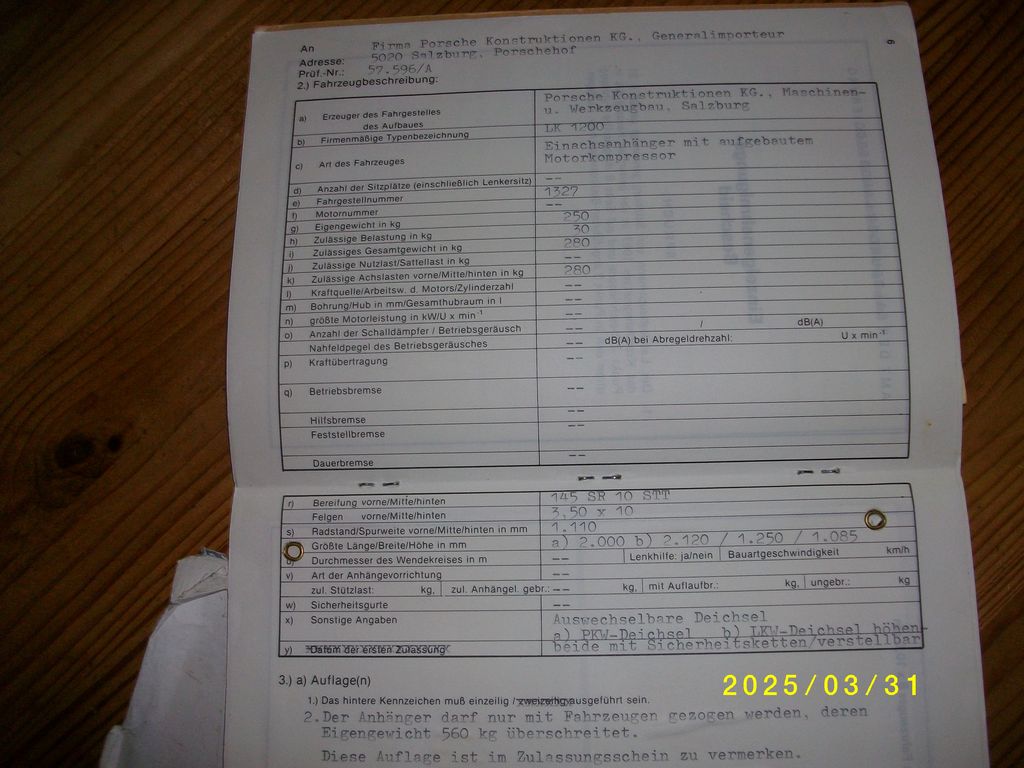 An Firma Porsche Konstruktionen KG., Generalimporteur
Adresse: 5020 Salzburg, Porschehof
Prüf.-Nr.: 57.596/A
2.) Fahrzeugbeschreibung:
a) Erzeuger des Fahrgestelles Porsche Konstruktionen KG., Maschinen-
des Aufbaues u. Werkzeugbau, Salzburg
b) Firmenmäßige Typenbezeichnung LK 1200
c) Art des Fahrzeuges Einachsanhänger mit aufgebautem
Motorkompressor
d) Anzahl der Sitzplätze (einschließlich Lenkersitz) --
e) Fahrgestellnummer 1327
f) Motornummer --
g) Eigengewicht in kg 250
h) Zulässige Belastung in kg 30
i) Zulässiges Gesamtgewicht in kg 280
j) Zulässige Nutzlast/Sattellast in kg --
k) Zulässige Achslasten vorne/Mitte/hinten in kg 280
l) Kraftquelle/Arbeitsw. d. Motors/Zylinderzahl --
m) Bohrung/Hub in mm/Gesamthubraum in l --
n) größte Motorleistung in kW/U x min⁻¹ --
o) Anzahl der Schalldämpfer / Betriebsgeräusch -- / dB(A)
Nahfeldpegel des Betriebsgeräusches -- dB(A) bei Abregeldrehzahl: U x min⁻¹
p) Kraftübertragung --
q) Betriebsbremse --
Hilfsbremse --
Feststellbremse --
Dauerbremse --
r) Bereifung vorne/Mitte/hinten 145 SR 10 STT
Felgen vorne/Mitte/hinten 3,50 x 10
s) Radstand/Spurweite vorne/Mitte/hinten in mm 1.110
Größte Länge/Breite/Höhe in mm a) 2.000 b) 2.120 / 1.250 / 1.085
u) Durchmesser des Wendekreises in m -- Lenkhilfe: ja/nein Bauartgeschwindigkeit km/h
v) Art der Anhängevorrichtung --
zul. Stützlast: kg, zul. Anhängel. gebr.: -- kg, mit Auflaufbr.: kg, ungebr.: kg
w) Sicherheitsgurte --
x) Sonstige Angaben Auswechselbare Deichsel
a) PKW-Deichsel b) LKW-Deichsel höhen-
y) Datum der ersten Zulassung beide mit Sicherheitsketten/verstellbar
3.) a) Auflage(n)
1.) Das hintere Kennzeichen muß einzeilig / zweizeilig ausgeführt sein.
2. Der Anhänger darf nur mit Fahrzeugen gezogen werden, deren
Eigengewicht 560 kg überschreitet.
Diese Auflage ist im Zulassungsschein zu vermerken.
2025/03/31